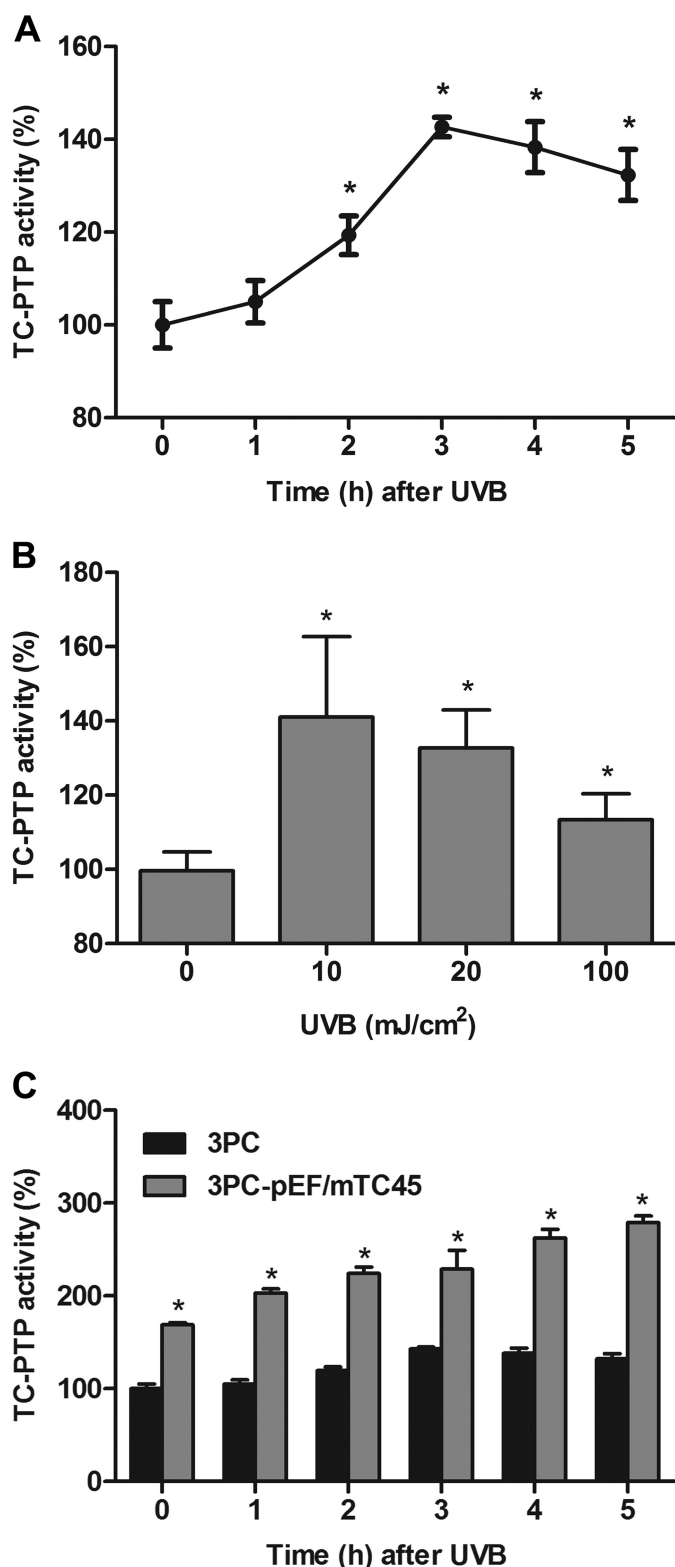 A
TC-PTP activity (%)
160
140
120
100
80
* * * *
0 1 2 3 4 5
Time (h) after UVB
B
TC-PTP activity (%)
180
160
140
120
100
80
* * *
0 10 20 100
UVB (mJ/cm²)
C
TC-PTP activity (%)
400
300
200
100
0
3PC
3PC-pEF/mTC45
* * * * * *
0 1 2 3 4 5
Time (h) after UVB